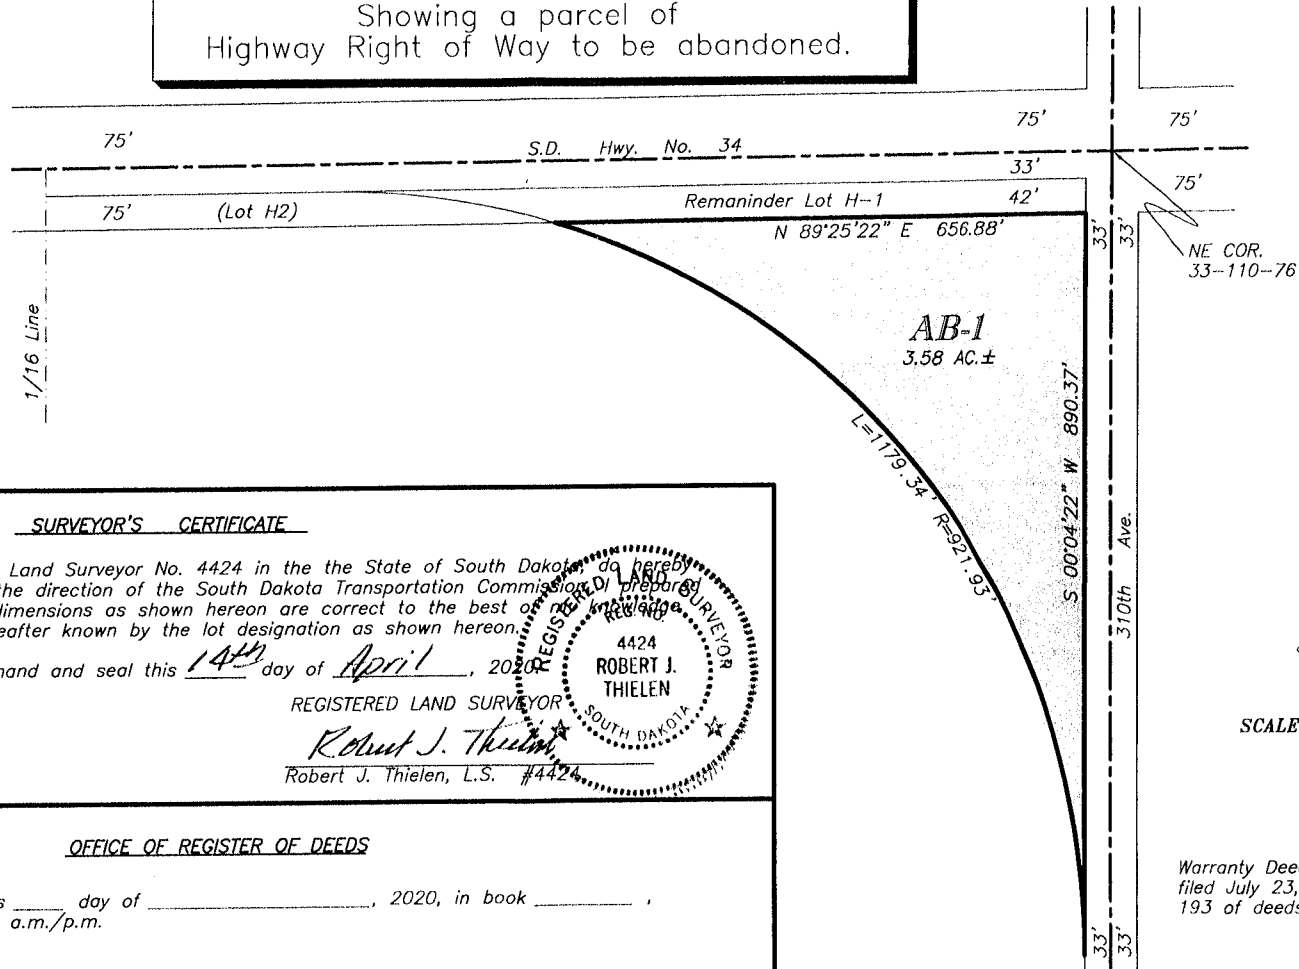 Showing a parcel of
Highway Right of Way to be abandoned.
75'
S.D. Hwy. No. 34
75'
75'
33'
75'
(Lot H2)
Remaninder Lot H-1
42'
75'
N 89°25'22" E 656.88'
33'
33'
NE COR.
33-110-76
1/16 Line
AB-1
3.58 AC.±
L=1179.34' R=921.93'
S 00°04'22" W 890.37'
310th Ave.
SURVEYOR'S CERTIFICATE
Land Surveyor No. 4424 in the the State of South Dakota, do hereby
the direction of the South Dakota Transportation Commission, I prepared
dimensions as shown hereon are correct to the best of my knowledge
eafter known by the lot designation as shown hereon.
hand and seal this 14th day of April, 2020
REGISTERED LAND SURVEYOR
Robert J. Thielen
Robert J. Thielen, L.S. #4424
REGISTERED LAND SURVEYOR
REG. NO.
4424
ROBERT J.
THIELEN
SOUTH DAKOTA
SCALE
OFFICE OF REGISTER OF DEEDS
s ____ day of ____________, 2020, in book ________ ,
a.m./p.m.
Warranty Dee
filed July 23,
193 of deeds
33'
33'